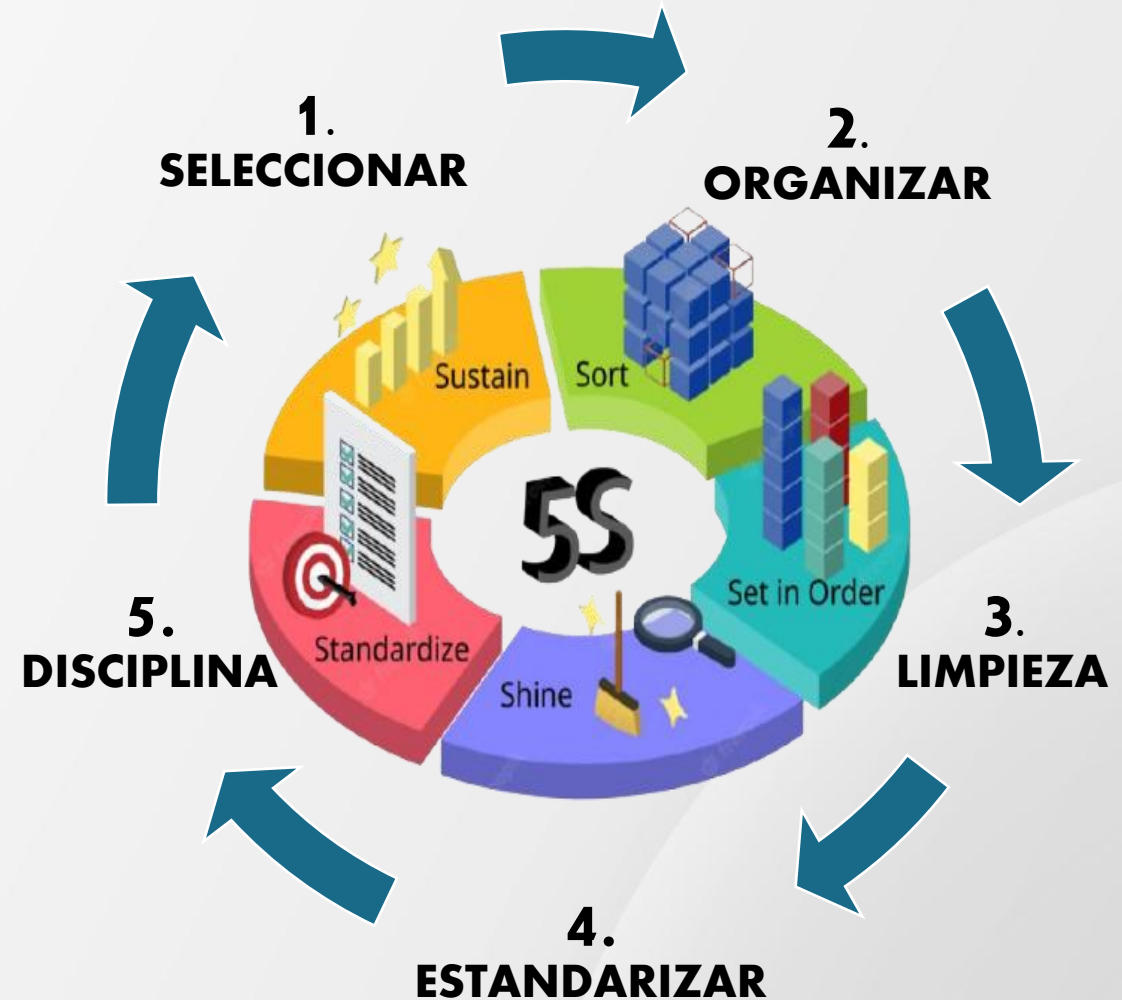 1.
SELECCIONAR
2.
ORGANIZAR
Sustain
Sort
5S
Set in Order
5.
DISCIPLINA
Standardize
Shine
3.
LIMPIEZA
4.
ESTANDARIZAR